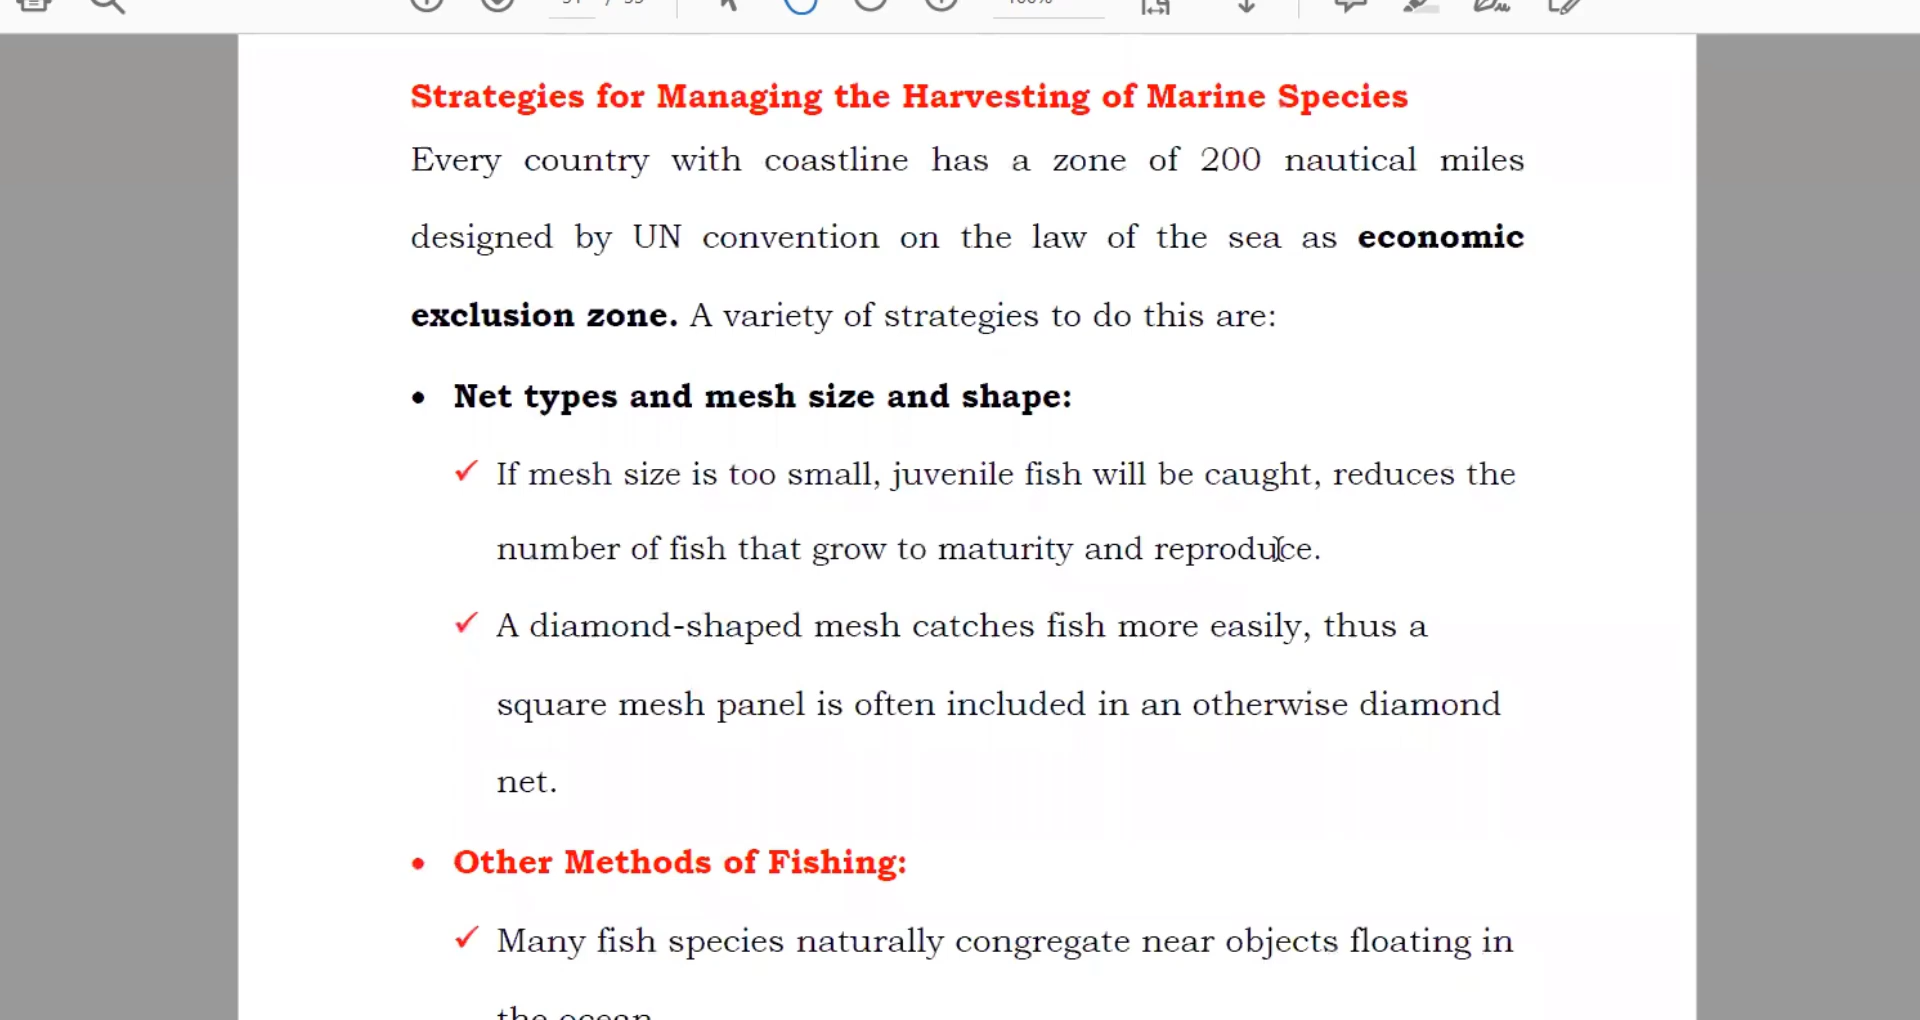 Strategies for Managing the Harvesting of Marine Species
Every country with coastline has a zone of 200 nautical miles
designed by UN convention on the law of the sea as economic
exclusion zone. A variety of strategies to do this are:
• Net types and mesh size and shape:
✓ If mesh size is too small, juvenile fish will be caught, reduces the
number of fish that grow to maturity and reproduce.
✓ A diamond-shaped mesh catches fish more easily, thus a
square mesh panel is often included in an otherwise diamond
net.
• Other Methods of Fishing:
✓ Many fish species naturally congregate near objects floating in
the ocean.